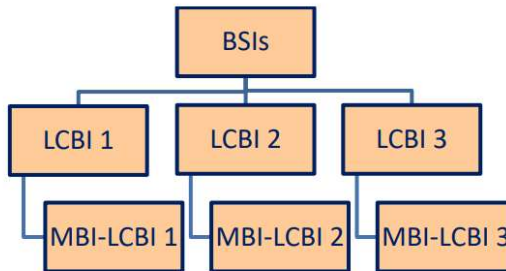 BSIs
LCBI 1
LCBI 2
LCBI 3
MBI-LCBI 1
MBI-LCBI 2
MBI-LCBI 3